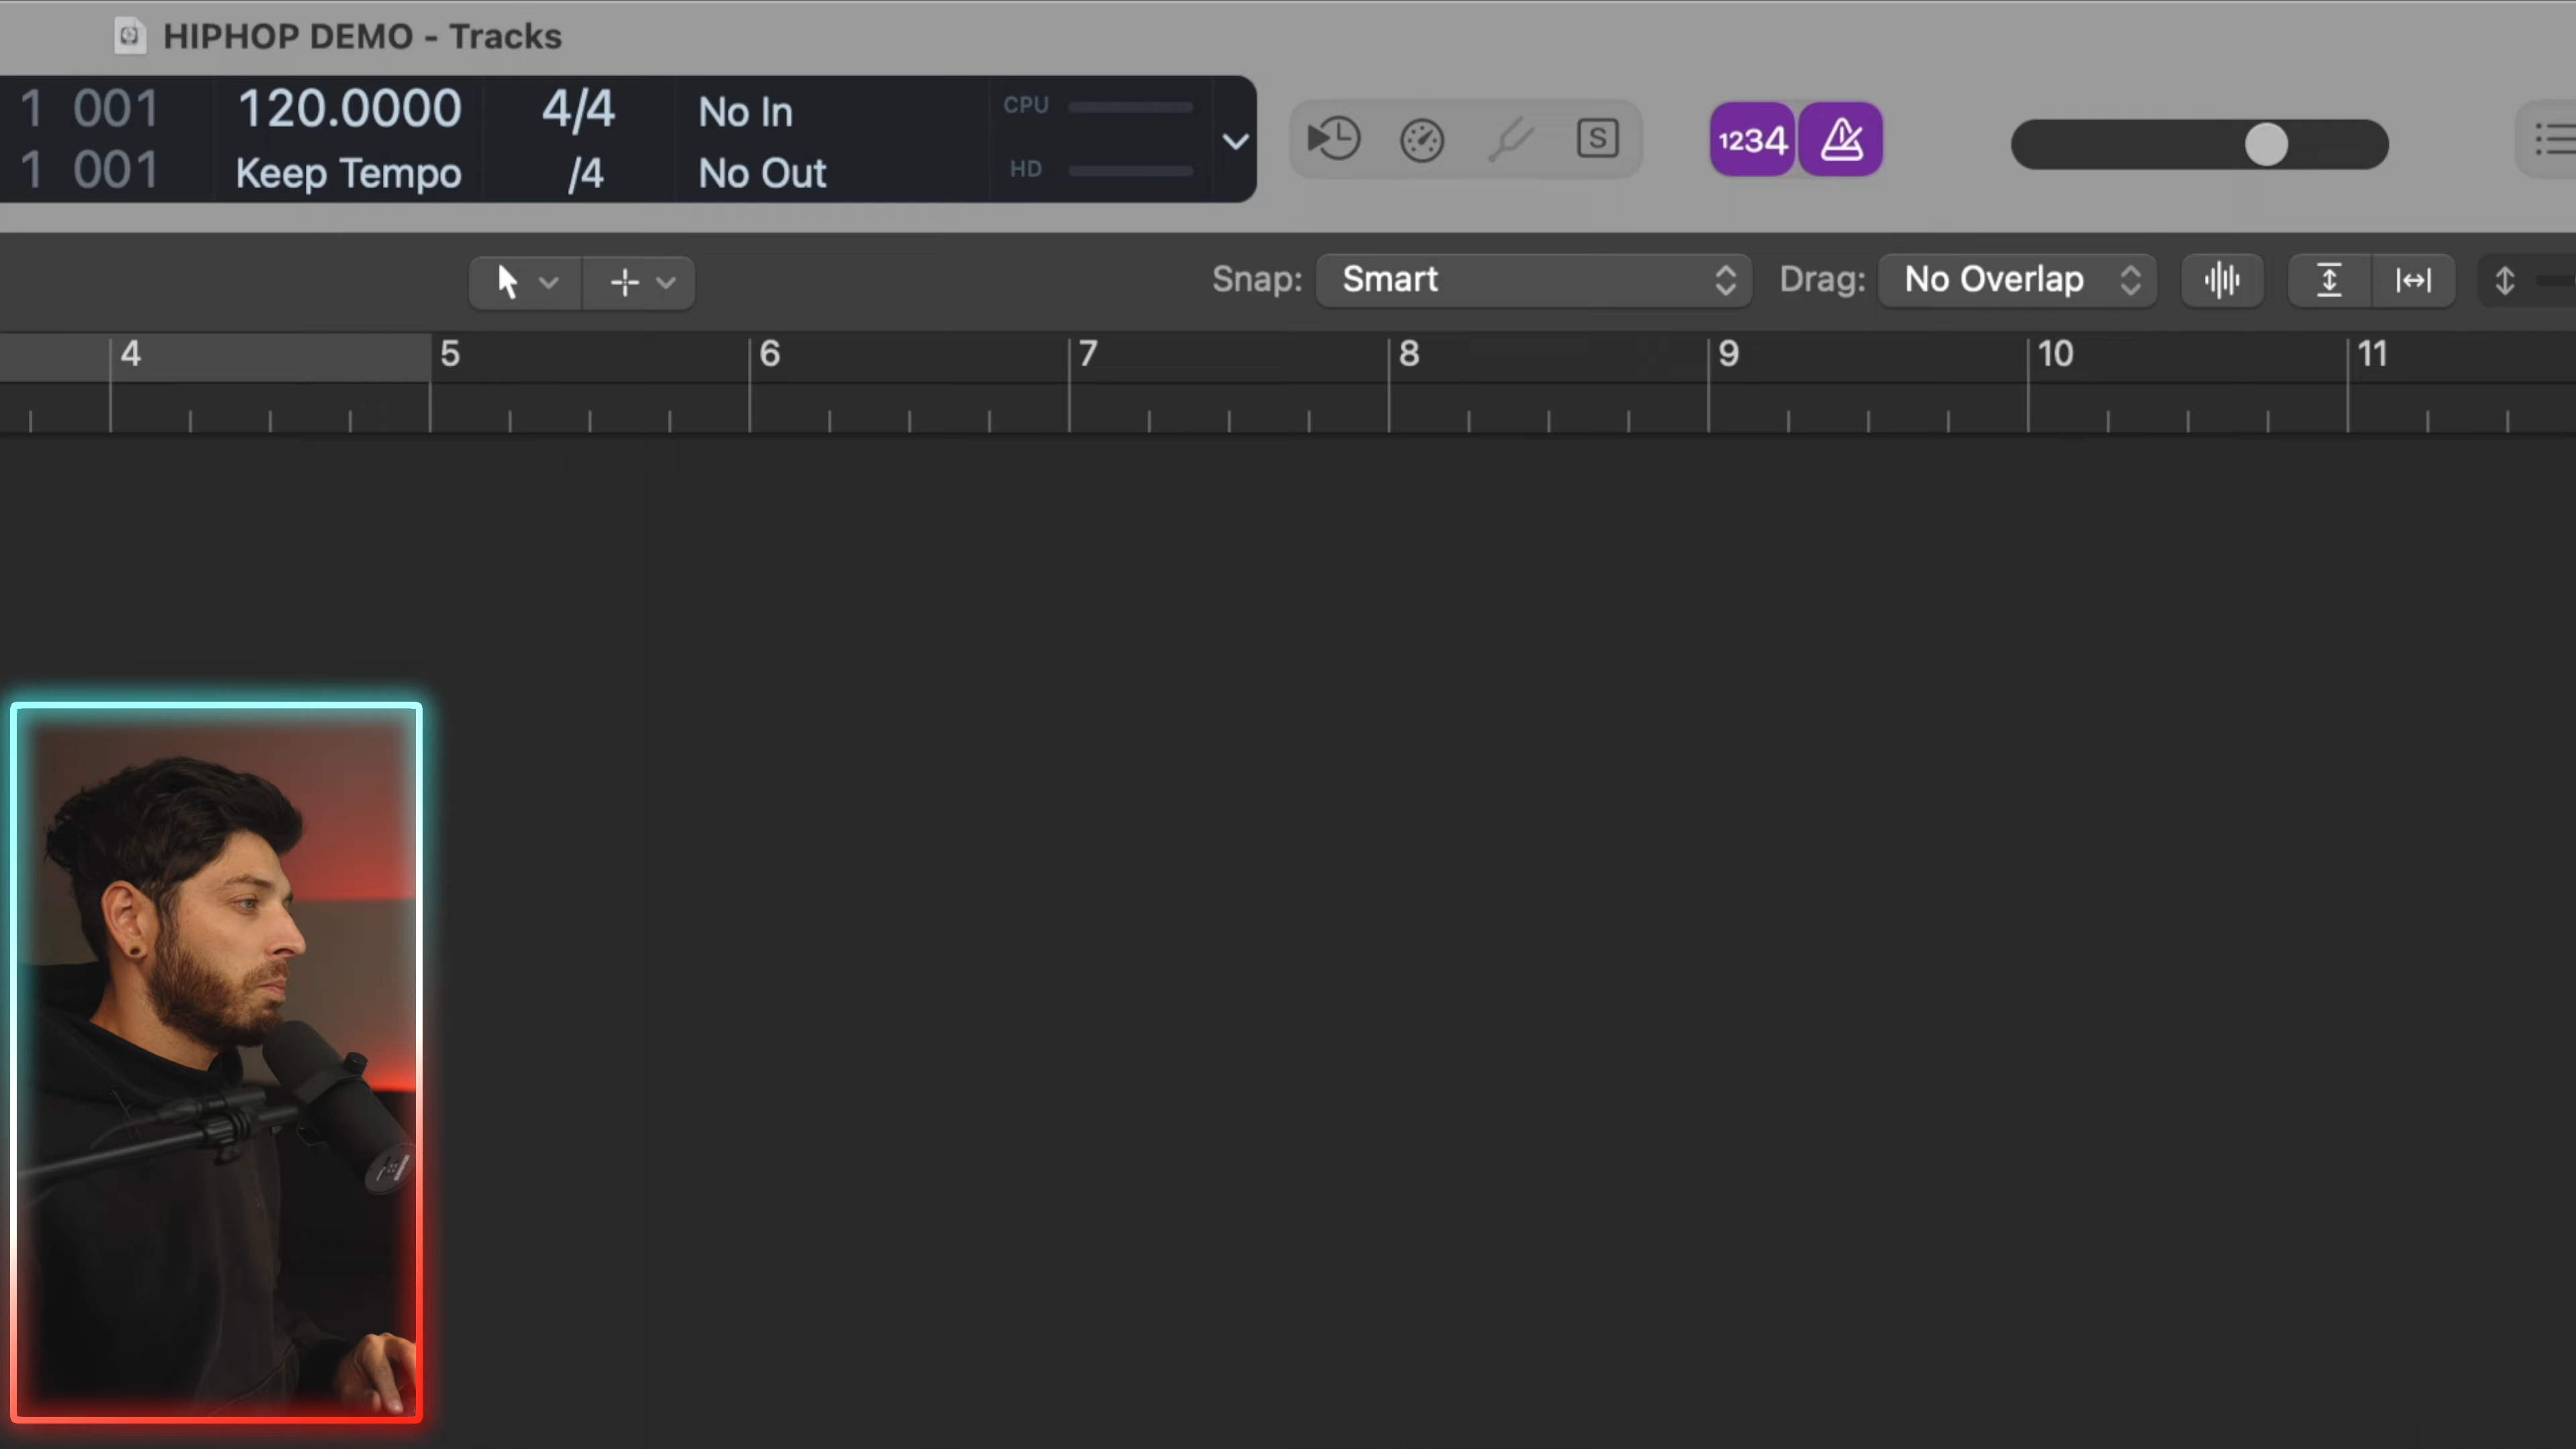 HIPHOP DEMO - Tracks
1 001 120.0000 4/4 No In CPU
1 001 Keep Tempo /4 No Out HD
S 1234
Snap: Smart Drag: No Overlap
4 5 6 7 8 9 10 11